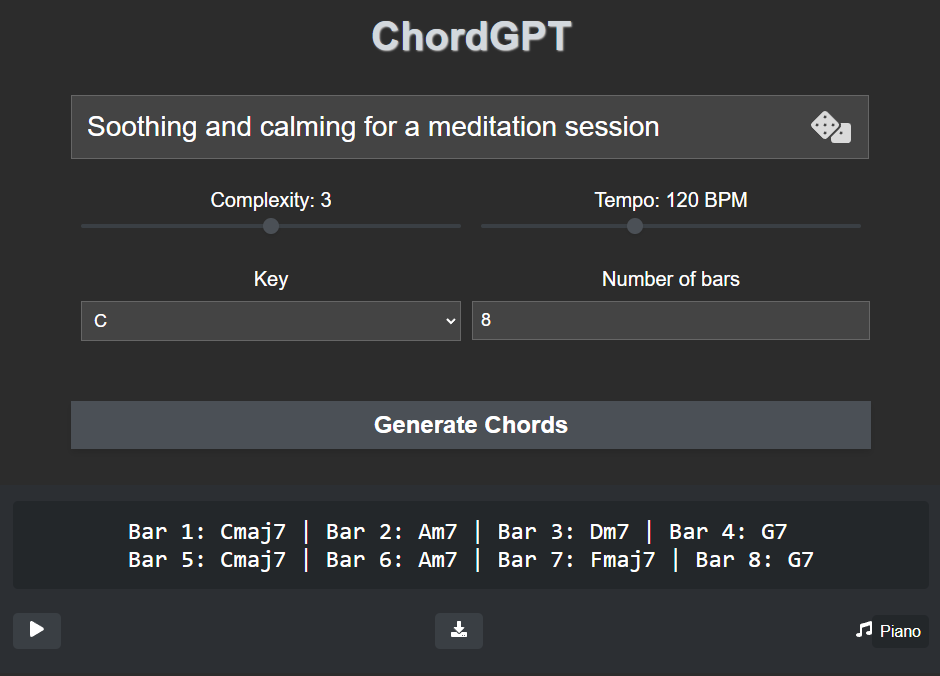 ChordGPT
Soothing and calming for a meditation session
Complexity: 3
Tempo: 120 BPM
Key
Number of bars
C
8
Generate Chords
Bar 1: Cmaj7 | Bar 2: Am7 | Bar 3: Dm7 | Bar 4: G7
Bar 5: Cmaj7 | Bar 6: Am7 | Bar 7: Fmaj7 | Bar 8: G7
Piano